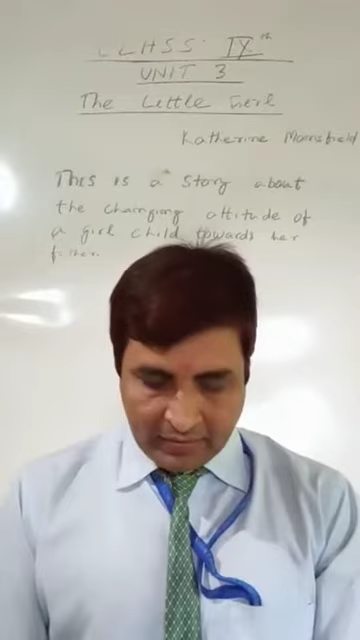 LLHSS. IXth
UNIT 3
The Little Girl
Katherine Mansfield
This is a story about
the changing attitude of
a girl child towards her
father.